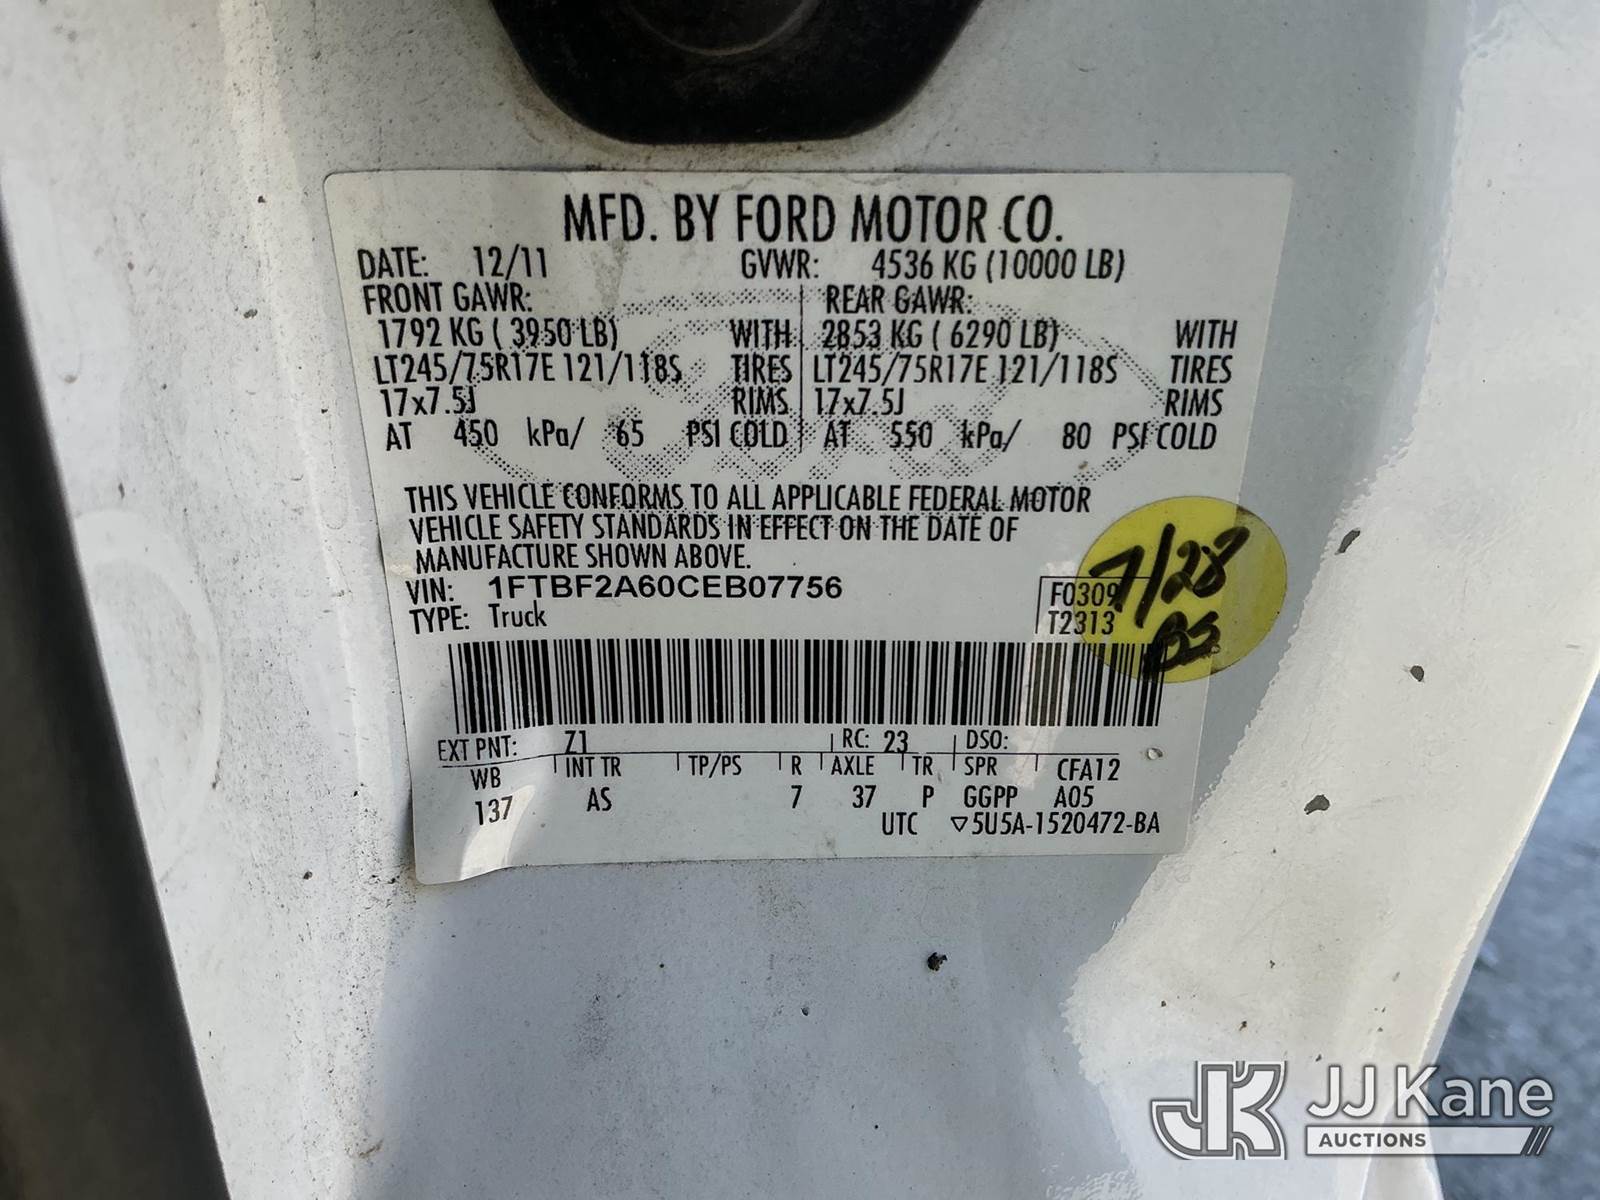 MFD. BY FORD MOTOR CO.
DATE: 12/11 GVWR: 4536 KG (10000 LB)
FRONT GAWR: REAR GAWR:
1792 KG ( 3950 LB) WITH 2853 KG ( 6290 LB) WITH
LT245/75R17E 121/118S TIRES LT245/75R17E 121/118S TIRES
17x7.5J RIMS 17x7.5J RIMS
AT 450 kPa/ 65 PSI COLD AT 550 kPa/ 80 PSI COLD
THIS VEHICLE CONFORMS TO ALL APPLICABLE FEDERAL MOTOR
VEHICLE SAFETY STANDARDS IN EFFECT ON THE DATE OF
MANUFACTURE SHOWN ABOVE.
VIN: 1FTBF2A60CEB07756 F0309
TYPE: Truck T2313
7/28
BS
EXT PNT: Z1 RC: 23 DSO:
WB INT TR TP/PS R AXLE TR SPR CFA12
137 AS 7 37 P GGPP A05
UTC ▽5U5A-1520472-BA
JK JJ Kane
AUCTIONS